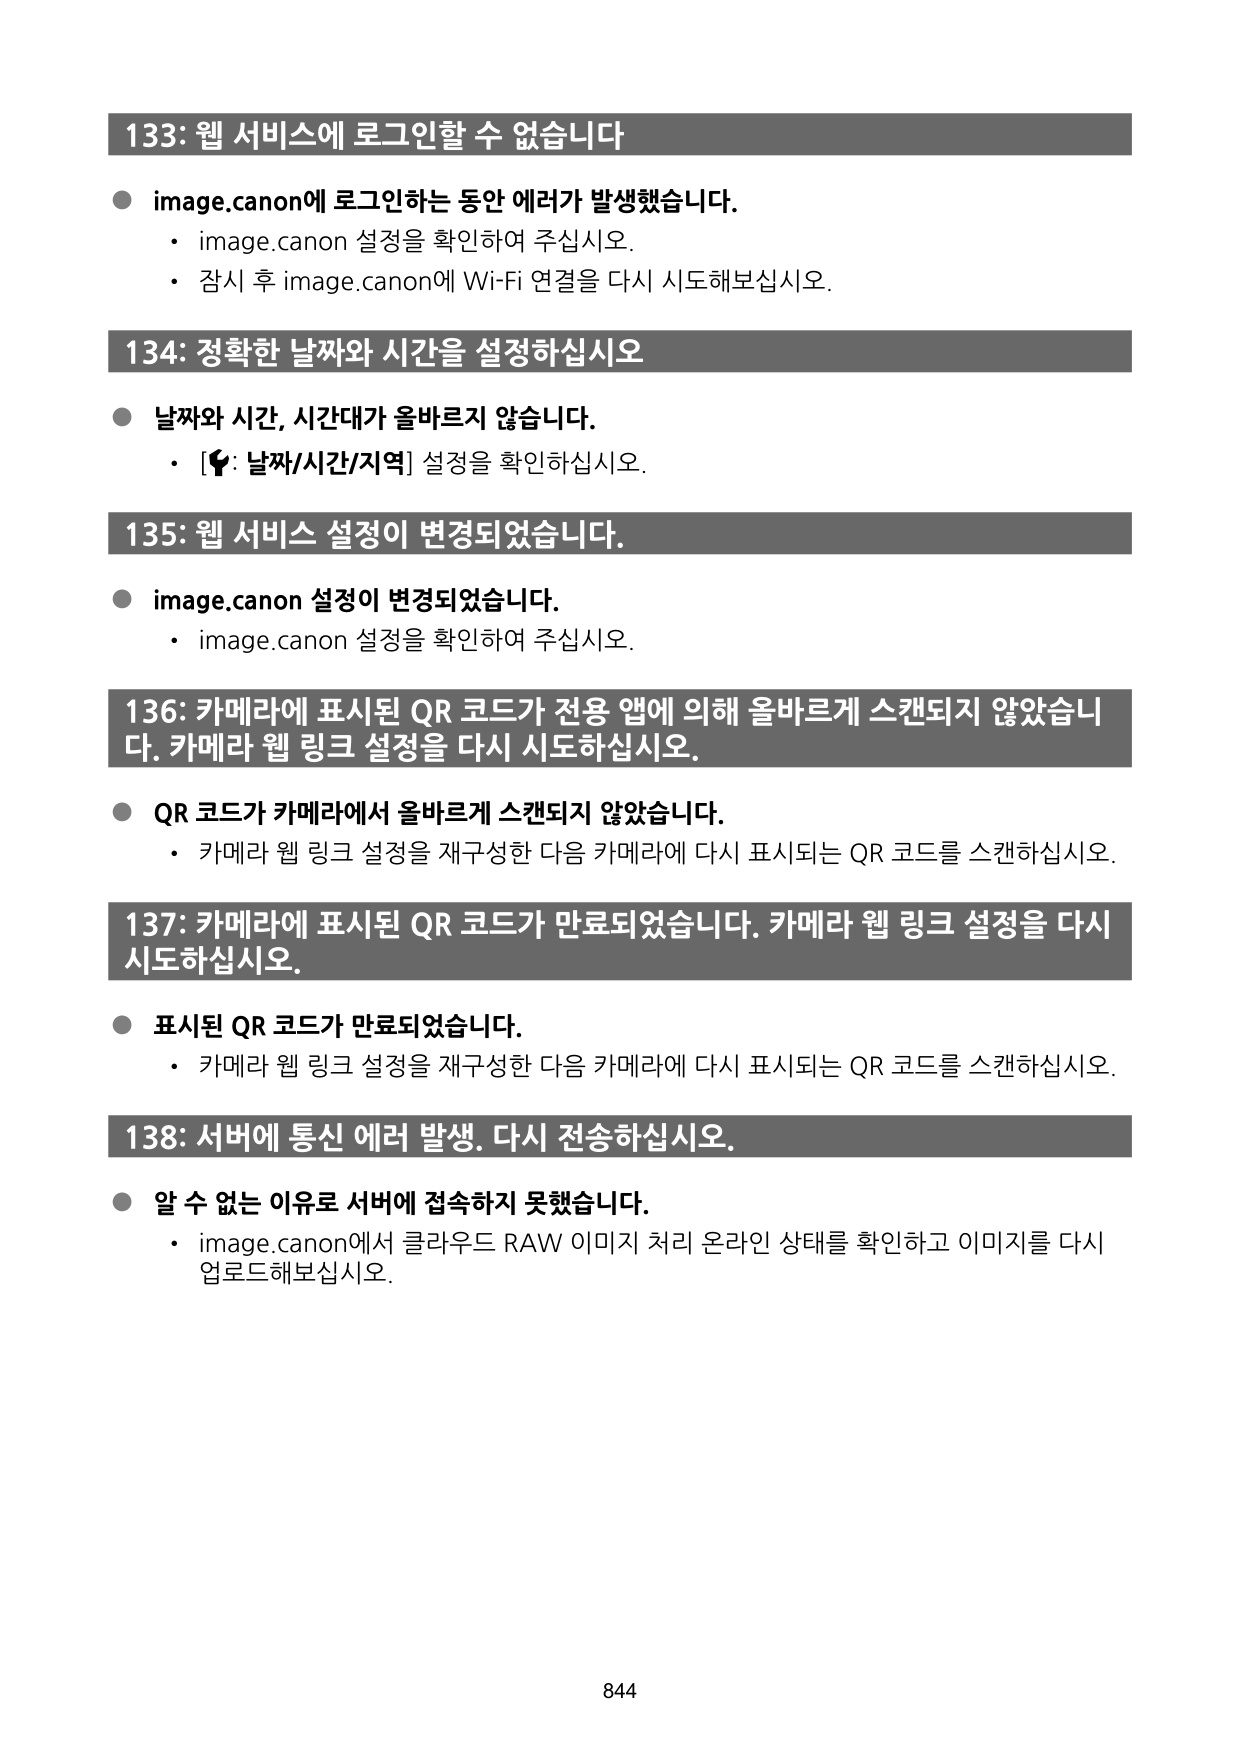 133: 웹 서비스에 로그인할 수 없습니다
● image.canon에 로그인하는 동안 에러가 발생했습니다.
• image.canon 설정을 확인하여 주십시오.
• 잠시 후 image.canon에 Wi-Fi 연결을 다시 시도해보십시오.
134: 정확한 날짜와 시간을 설정하십시오
● 날짜와 시간, 시간대가 올바르지 않습니다.
• [: 날짜/시간/지역] 설정을 확인하십시오.
135: 웹 서비스 설정이 변경되었습니다.
● image.canon 설정이 변경되었습니다.
• image.canon 설정을 확인하여 주십시오.
136: 카메라에 표시된 QR 코드가 전용 앱에 의해 올바르게 스캔되지 않았습니
다. 카메라 웹 링크 설정을 다시 시도하십시오.
● QR 코드가 카메라에서 올바르게 스캔되지 않았습니다.
• 카메라 웹 링크 설정을 재구성한 다음 카메라에 다시 표시되는 QR 코드를 스캔하십시오.
137: 카메라에 표시된 QR 코드가 만료되었습니다. 카메라 웹 링크 설정을 다시
시도하십시오.
● 표시된 QR 코드가 만료되었습니다.
• 카메라 웹 링크 설정을 재구성한 다음 카메라에 다시 표시되는 QR 코드를 스캔하십시오.
138: 서버에 통신 에러 발생. 다시 전송하십시오.
● 알 수 없는 이유로 서버에 접속하지 못했습니다.
• image.canon에서 클라우드 RAW 이미지 처리 온라인 상태를 확인하고 이미지를 다시
업로드해보십시오.
844